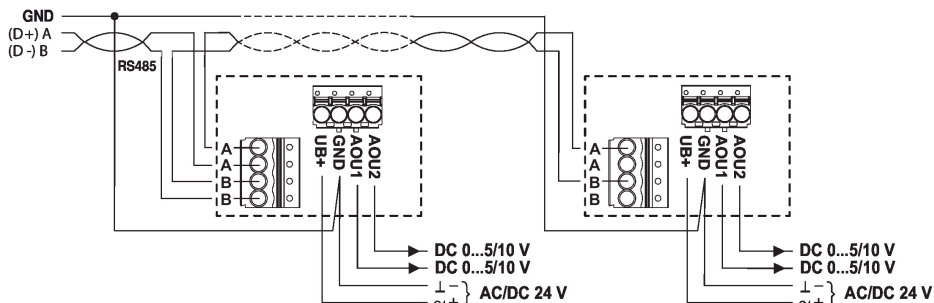 GND
(D+) A
(D -) B
RS485
A
A
B
B
UB+
GND
AOU1
AOU2
DC 0...5/10 V
DC 0...5/10 V
⊥ −
~/+
AC/DC 24 V
A
A
B
B
UB+
GND
AOU1
AOU2
DC 0...5/10 V
DC 0...5/10 V
⊥ −
~/+
AC/DC 24 V